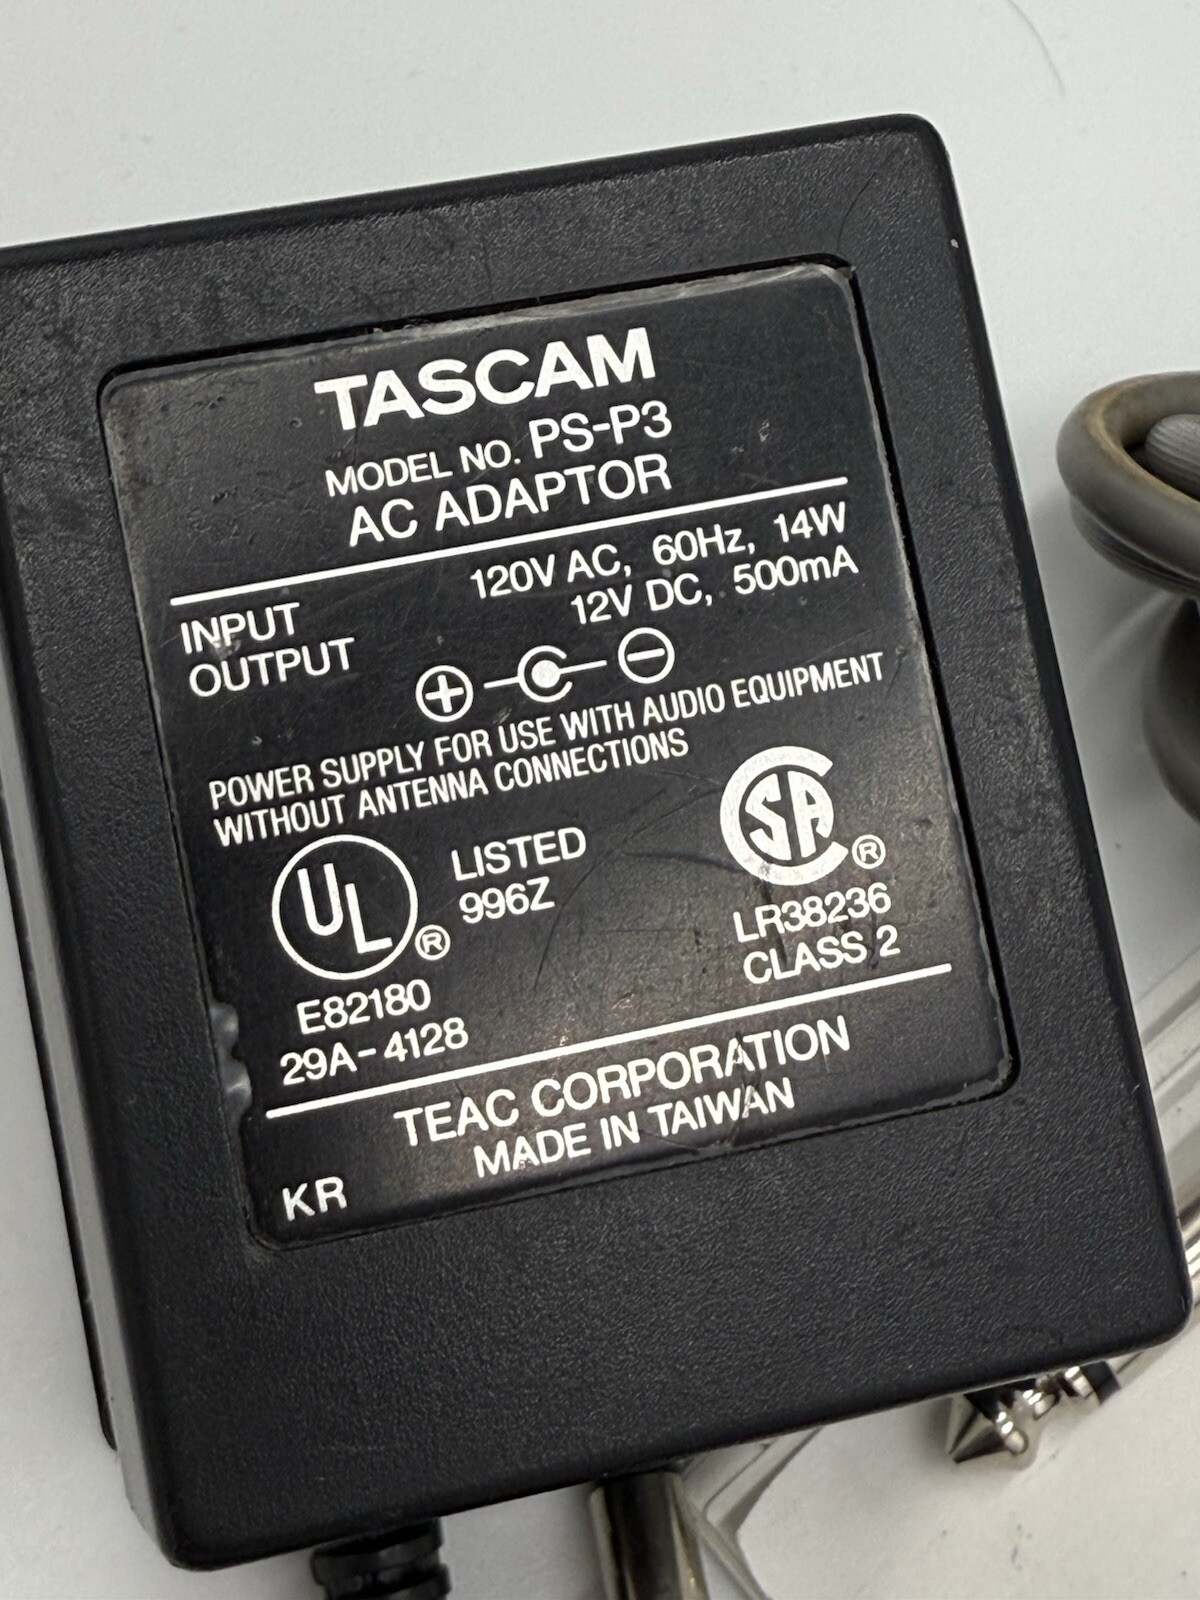 TASCAM
MODEL NO. PS-P3
AC ADAPTOR
INPUT 120V AC, 60Hz, 14W
OUTPUT 12V DC, 500mA
POWER SUPPLY FOR USE WITH AUDIO EQUIPMENT
WITHOUT ANTENNA CONNECTIONS
UL® LISTED
996Z
E82180
29A-4128
SA®
LR38236
CLASS 2
TEAC CORPORATION
MADE IN TAIWAN
KR